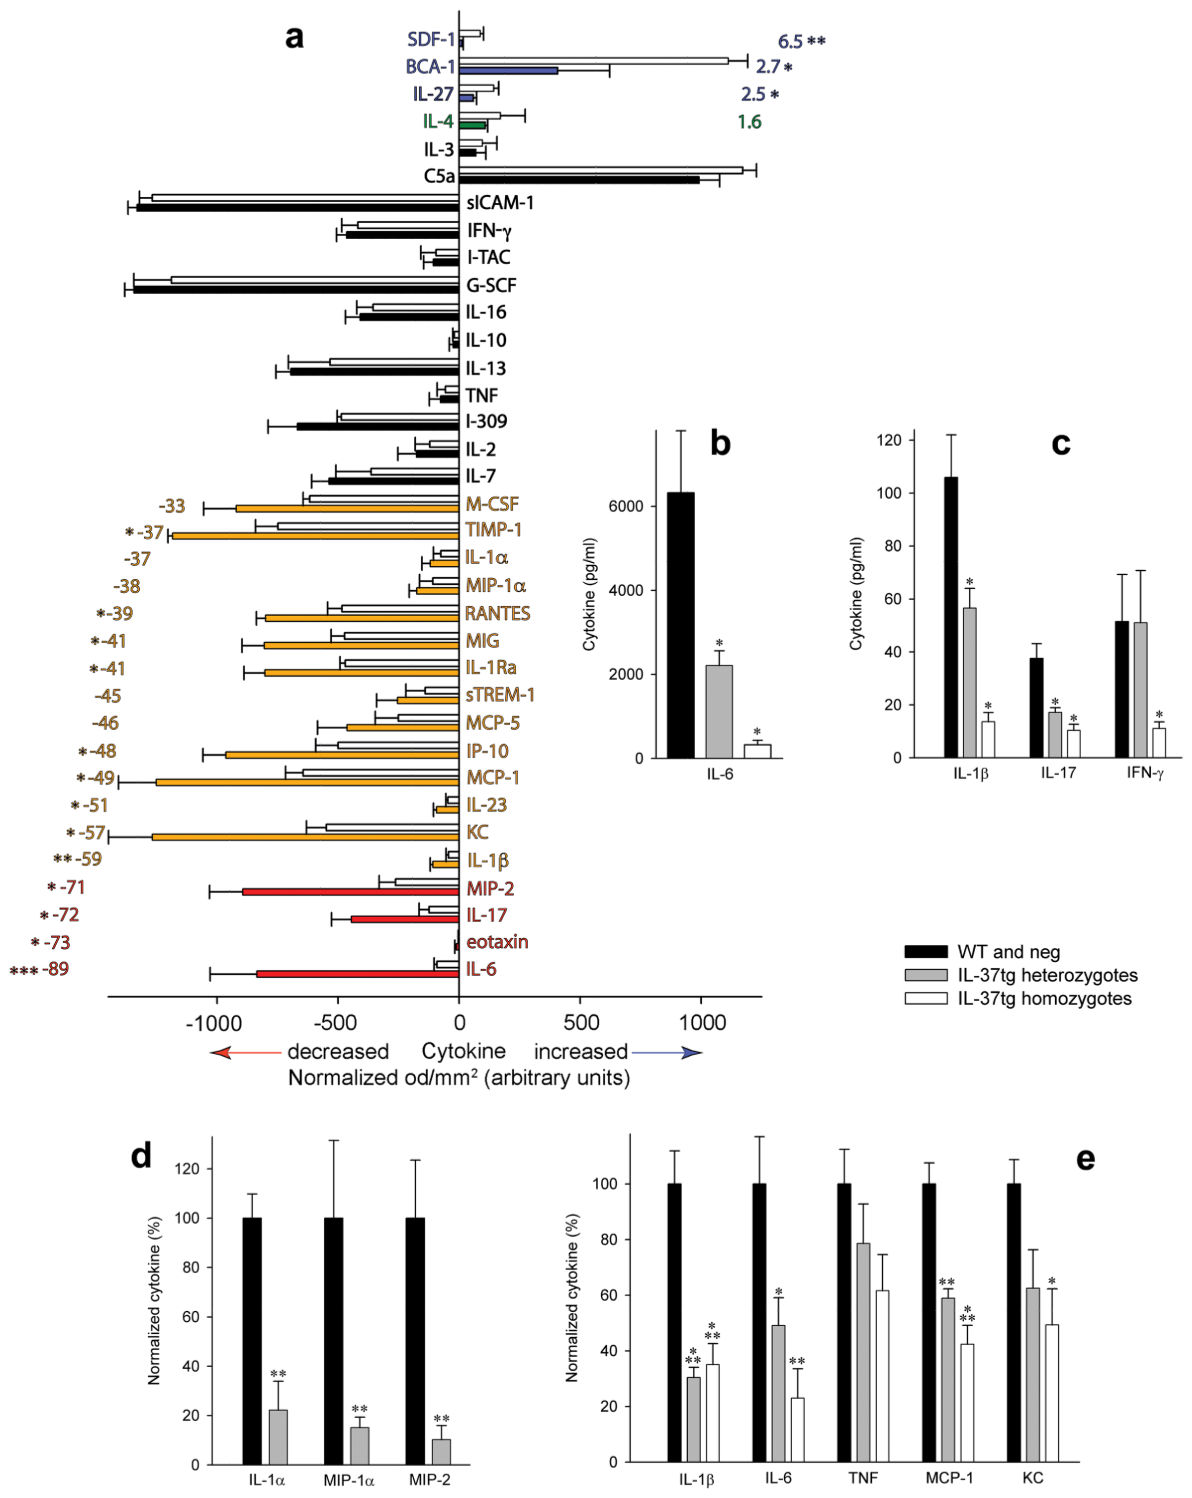 a
SDF-1 6.5 **
BCA-1 2.7 *
IL-27 2.5 *
IL-4 1.6
IL-3
C5a
sICAM-1
IFN-γ
I-TAC
G-SCF
IL-16
IL-10
IL-13
TNF
I-309
IL-2
IL-7
-33 M-CSF
* -37 TIMP-1
-37 IL-1α
-38 MIP-1α
* -39 RANTES
* -41 MIG
* -41 IL-1Ra
-45 sTREM-1
-46 MCP-5
* -48 IP-10
* -49 MCP-1
* -51 IL-23
* -57 KC
** -59 IL-1β
* -71 MIP-2
* -72 IL-17
* -73 eotaxin
*** -89 IL-6
-1000 -500 0 500 1000
decreased Cytokine increased
Normalized od/mm² (arbitrary units)
b
Cytokine (pg/ml)
6000
4000
2000
0
*
*
IL-6
c
Cytokine (pg/ml)
120
100
80
60
40
20
0
* * * * *
IL-1β IL-17 IFN-γ
WT and neg
IL-37tg heterozygotes
IL-37tg homozygotes
d
Normalized cytokine (%)
120
100
80
60
40
20
0
** ** **
IL-1α MIP-1α MIP-2
e
Normalized cytokine (%)
100
80
60
40
20
0
*** *** * ** ** *** *
IL-1β IL-6 TNF MCP-1 KC